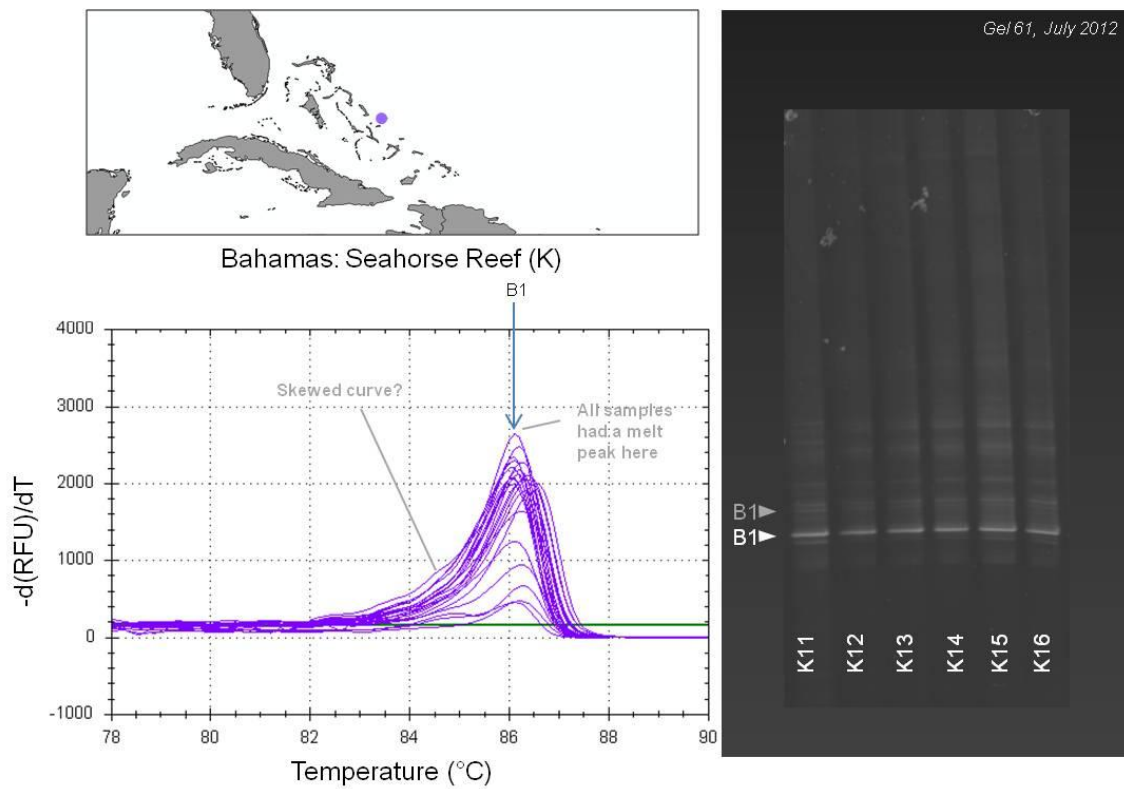 Gel 61, July 2012
Bahamas: Seahorse Reef (K)
B1
4000
3000
2000
1000
0
-1000
-d(RFU)/dT
Skewed curve?
All samples
had a melt
peak here
78
80
82
84
86
88
90
Temperature (°C)
B1
B1
K11
K12
K13
K14
K15
K16